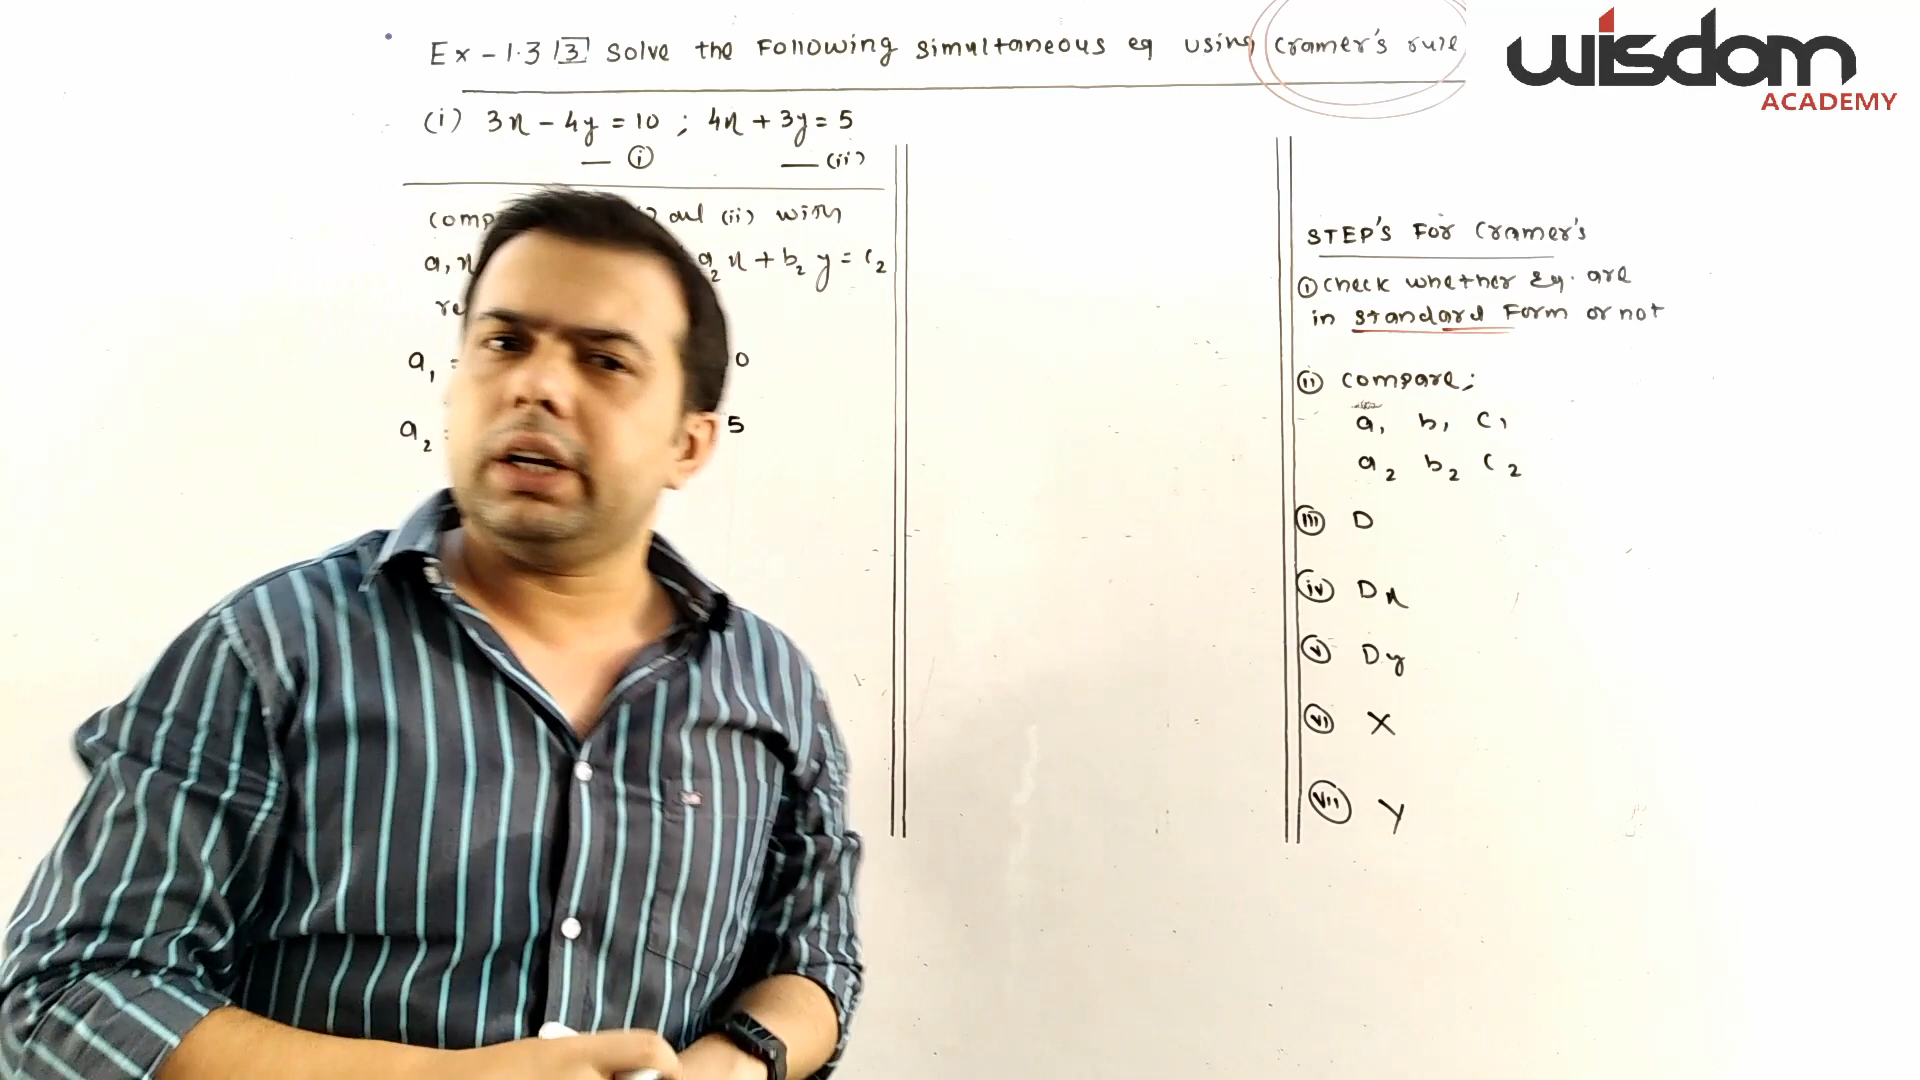 Ex - 1.3 [3] Solve the Following simultaneous eq using Cramer's rule
wisdom
ACADEMY
(i) 3x - 4y = 10 ; 4x + 3y = 5
— (i) — (ii)
and (ii) with
a₂x + b₂y = c₂
a₁ =
a₂ =
5
STEP'S FOR Cramer's
(i) Check whether Eq. are
in standard Form or not
(ii) Compare;
a₁ b₁ c₁
a₂ b₂ c₂
(iii) D
(iv) Dx
(v) Dy
(vi) X
(vii) Y